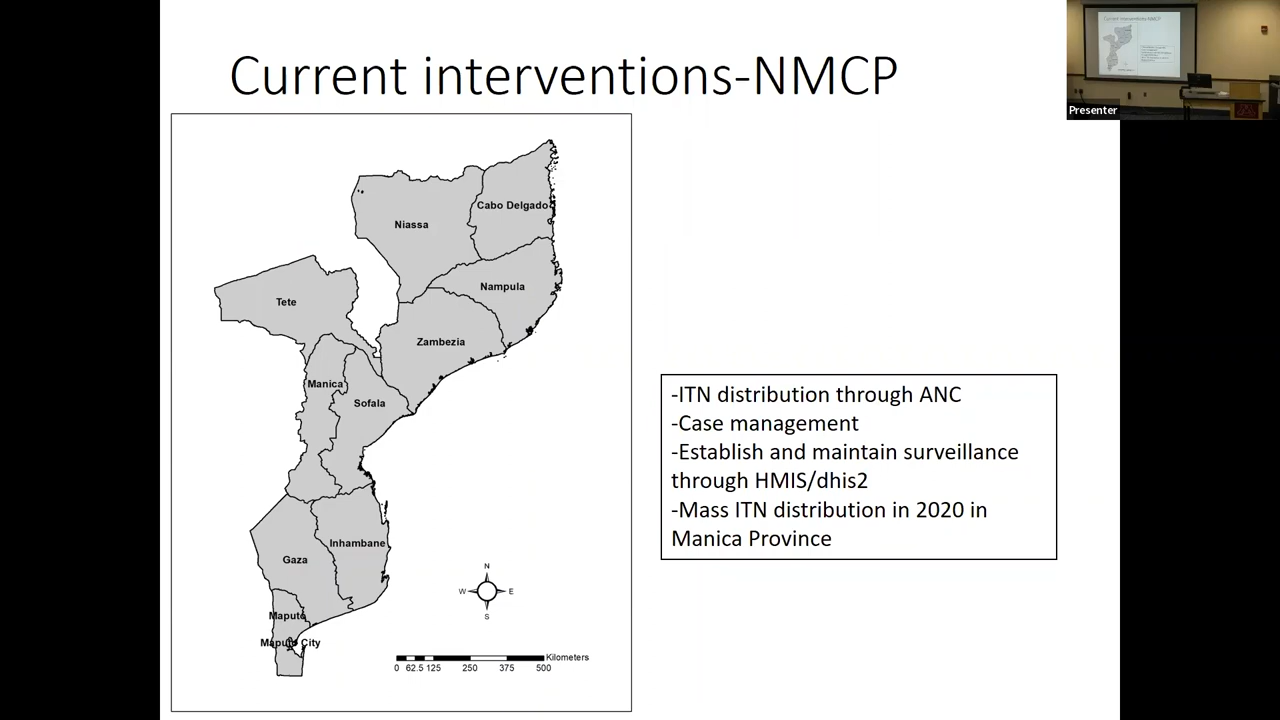 Current interventions-NMCP
Presenter
Cabo Delgado
Niassa
Nampula
Tete
Zambezia
Manica
Sofala
Inhambane
Gaza
Maputo
Maputo City
N
W E
S
Kilometers
0 62.5 125 250 375 500
-ITN distribution through ANC
-Case management
-Establish and maintain surveillance
through HMIS/dhis2
-Mass ITN distribution in 2020 in
Manica Province